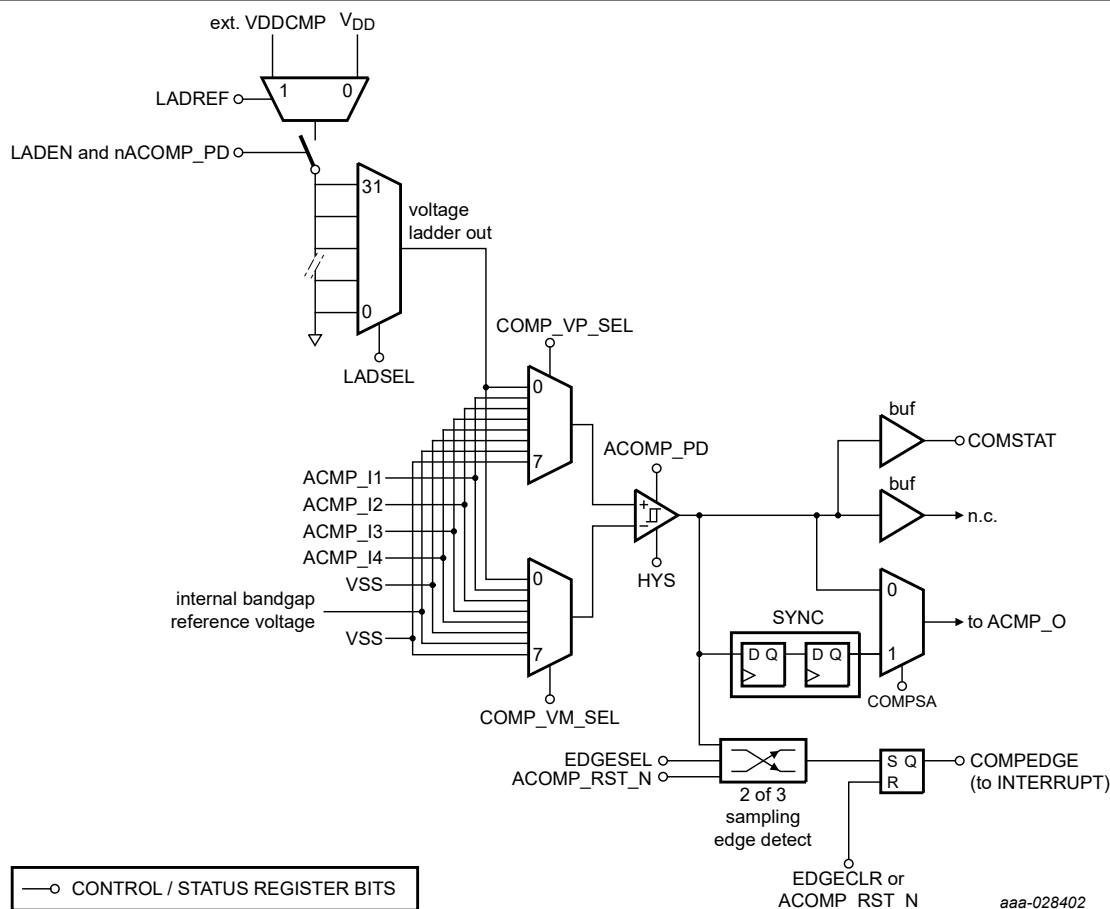 ext. VDDCMP VDD
1 0
LADREF
LADEN and nACOMP_PD
31
voltage
ladder out
0
LADSEL
COMP_VP_SEL
0
7
ACMP_I1
ACMP_I2
ACMP_I3
ACMP_I4
VSS
internal bandgap
reference voltage
VSS
0
7
COMP_VM_SEL
ACOMP_PD
+
−
HYS
buf
COMSTAT
buf
n.c.
0
to ACMP_O
1
COMPSA
SYNC
D Q D Q
EDGESEL
ACOMP_RST_N
2 of 3
sampling
edge detect
S Q
R
COMPEDGE
(to INTERRUPT)
EDGECLR or
ACOMP_RST_N
CONTROL / STATUS REGISTER BITS
aaa-028402